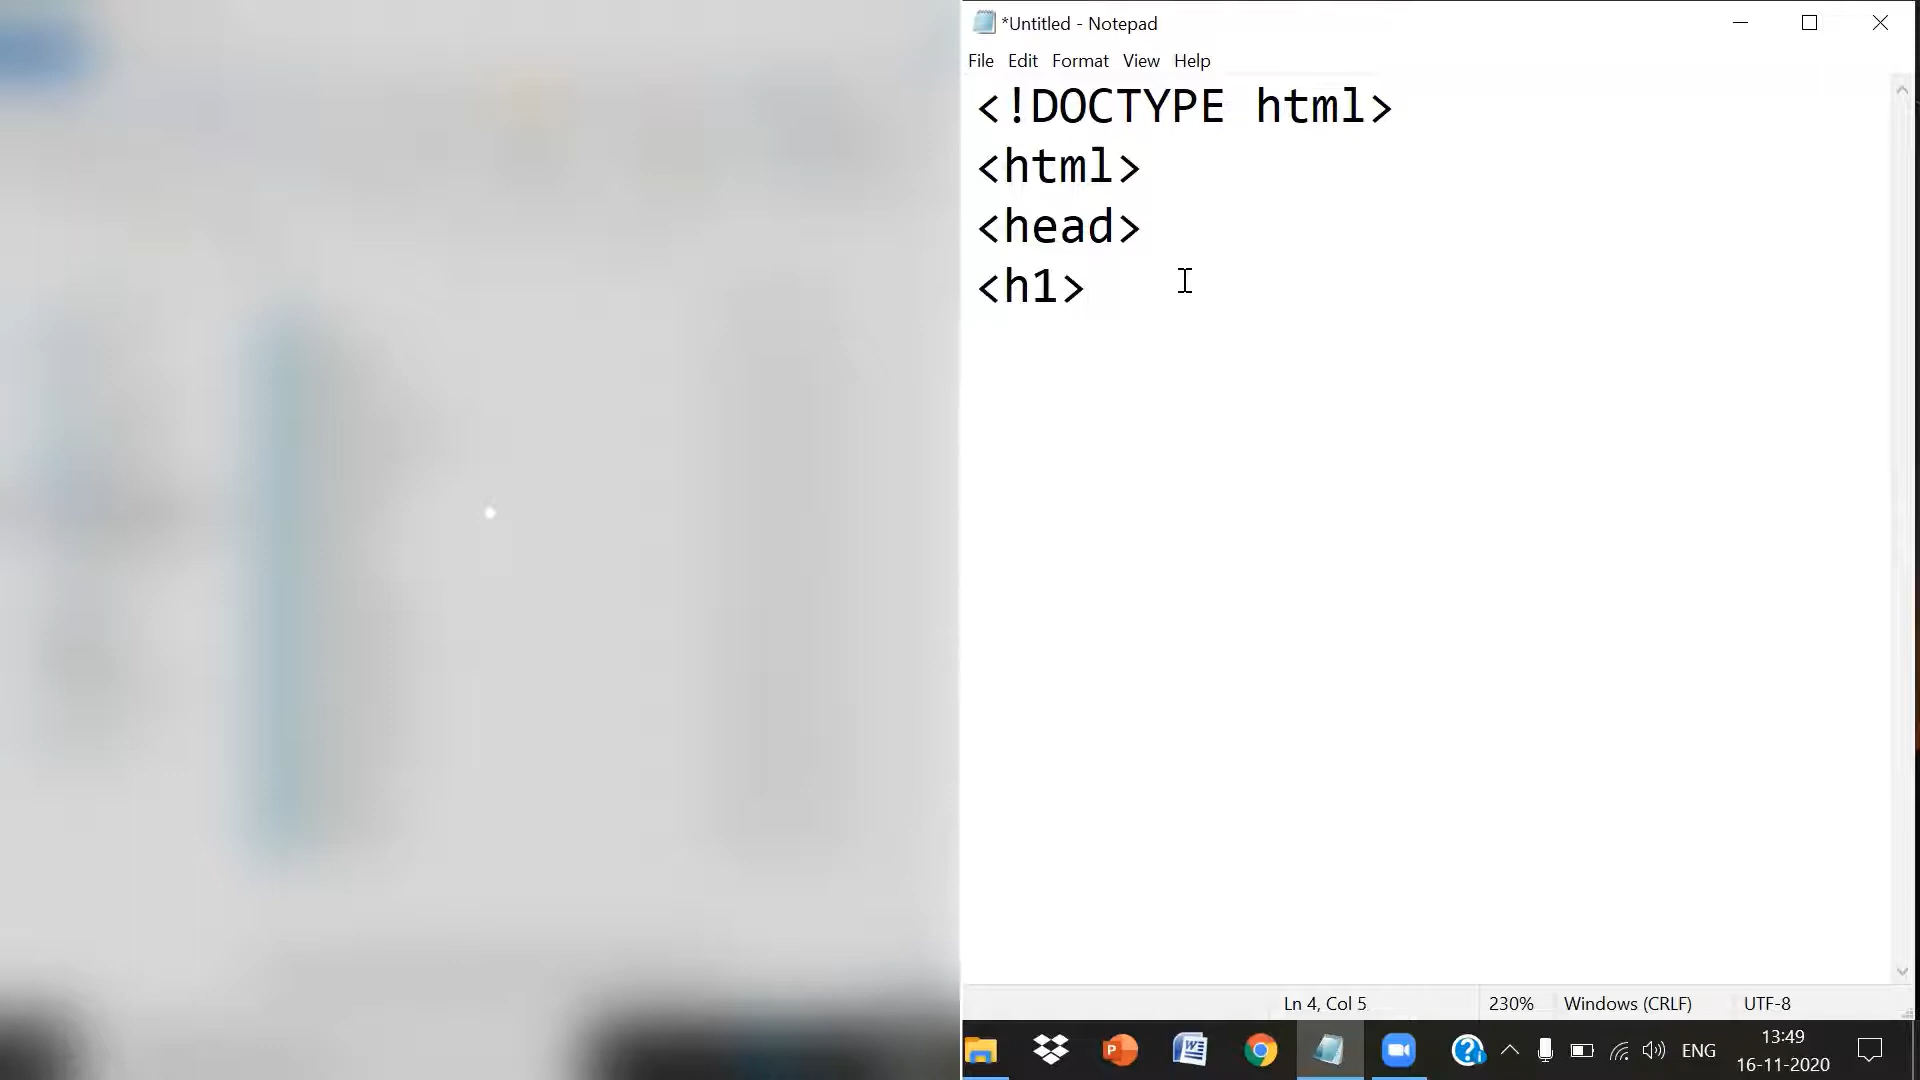 *Untitled - Notepad
File Edit Format View Help
<!DOCTYPE html>
<html>
<head>
<h1>
Ln 4, Col 5 230% Windows (CRLF) UTF-8
ENG
13:49
16-11-2020